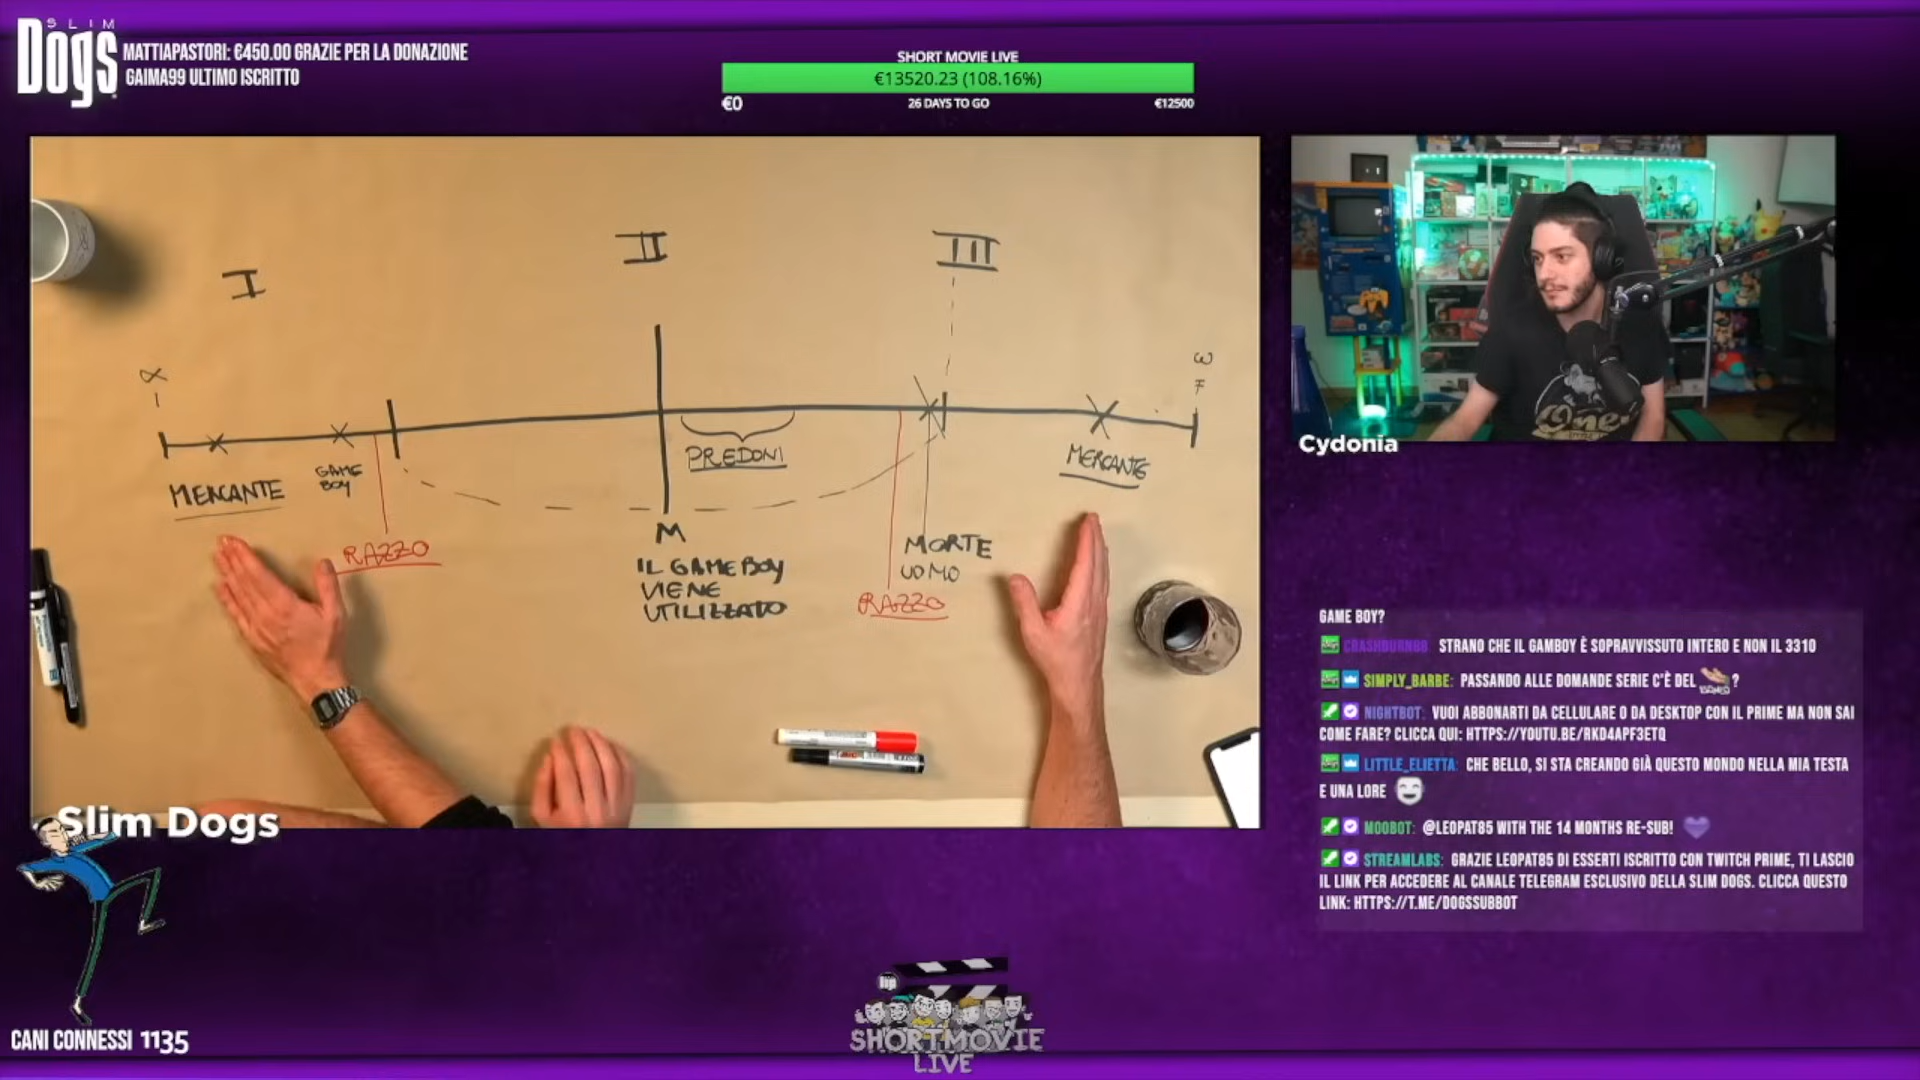 SLIM
Dogs
MATTIAPASTORI: €450.00 GRAZIE PER LA DONAZIONE
GAIMA99 ULTIMO ISCRITTO
SHORT MOVIE LIVE
€13520.23 (108.16%)
€0
26 DAYS TO GO
€12500
I
II
III
α
ω
F
MERCANTE
GAME
BOY
RAZZO
PREDONI
M
IL GAMEBOY
VIENE
UTILIZZATO
MORTE
UOMO
RAZZO
MERCANTE
One!
Cydonia
GAME BOY?
CRASHBURN88: STRANO CHE IL GAMBOY È SOPRAVVISSUTO INTERO E NON IL 3310
SIMPLY_BARBE: PASSANDO ALLE DOMANDE SERIE C'È DEL ?
NIGHTBOT: VUOI ABBONARTI DA CELLULARE O DA DESKTOP CON IL PRIME MA NON SAI
COME FARE? CLICCA QUI: HTTPS://YOUTU.BE/RKD4APF3ETQ
LITTLE_ELIETTA: CHE BELLO, SI STA CREANDO GIÀ QUESTO MONDO NELLA MIA TESTA
E UNA LORE
MOOBOT: @LEOPAT85 WITH THE 14 MONTHS RE-SUB!
STREAMLABS: GRAZIE LEOPAT85 DI ESSERTI ISCRITTO CON TWITCH PRIME, TI LASCIO
IL LINK PER ACCEDERE AL CANALE TELEGRAM ESCLUSIVO DELLA SLIM DOGS. CLICCA QUESTO
LINK: HTTPS://T.ME/DOGSSUBBOT
Slim Dogs
CANI CONNESSI 1135
SHORTMOVIE
LIVE